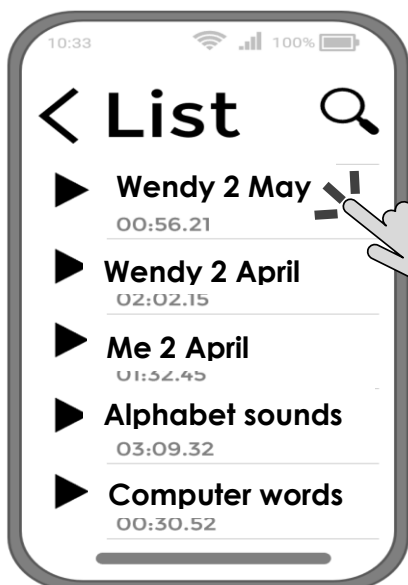 10:33 100%
List
Wendy 2 May
00:56.21
Wendy 2 April
02:02.15
Me 2 April
01:32.45
Alphabet sounds
03:09.32
Computer words
00:30.52